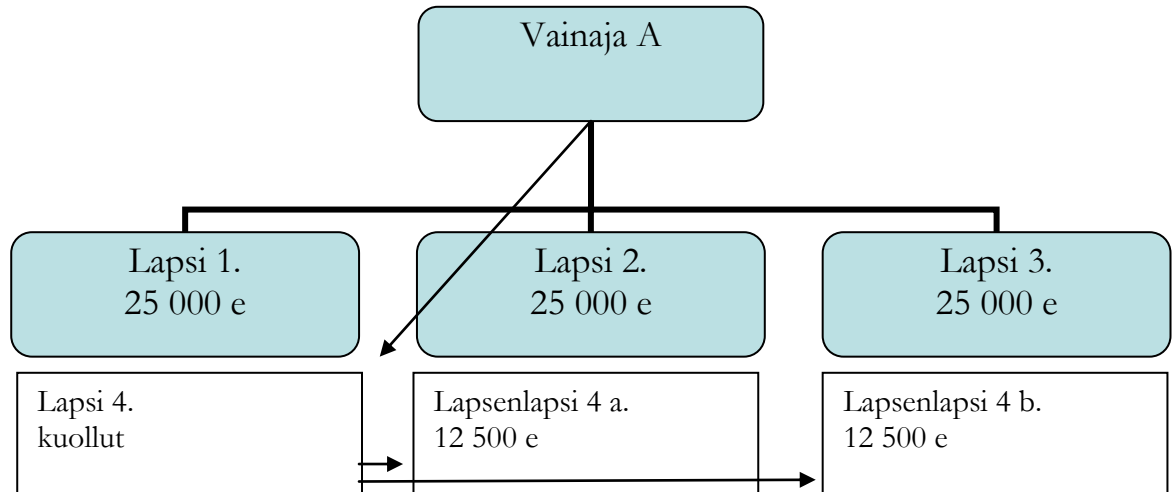 Vainaja A
Lapsi 1.
25 000 e
Lapsi 2.
25 000 e
Lapsi 3.
25 000 e
Lapsi 4.
kuollut
Lapsenlapsi 4 a.
12 500 e
Lapsenlapsi 4 b.
12 500 e